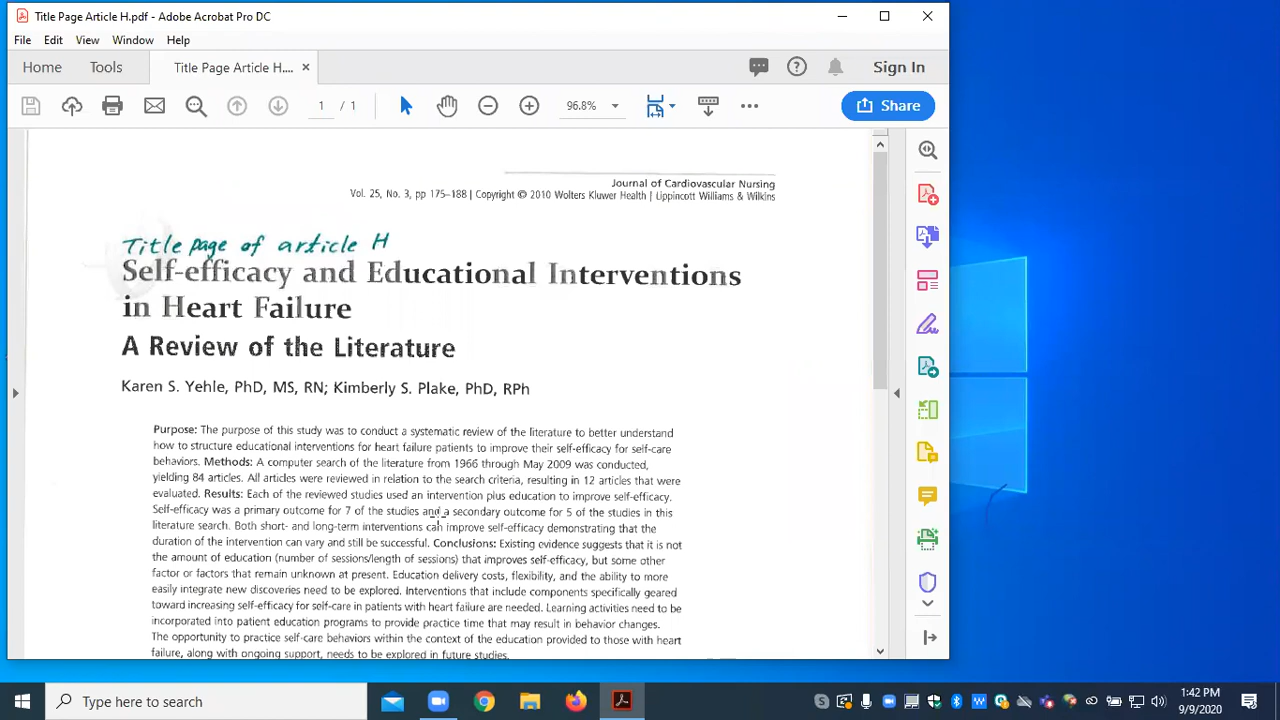 Title Page Article H.pdf - Adobe Acrobat Pro DC
File Edit View Window Help
Home Tools Title Page Article H.... × Sign In
1 / 1 96.8% Share
Journal of Cardiovascular Nursing
Vol. 25, No. 3, pp 175–188 | Copyright © 2010 Wolters Kluwer Health | Lippincott Williams & Wilkins
Title page of article H
Self-efficacy and Educational Interventions
in Heart Failure
A Review of the Literature
Karen S. Yehle, PhD, MS, RN; Kimberly S. Plake, PhD, RPh
Purpose: The purpose of this study was to conduct a systematic review of the literature to better understand
how to structure educational interventions for heart failure patients to improve their self-efficacy for self-care
behaviors. Methods: A computer search of the literature from 1966 through May 2009 was conducted,
yielding 84 articles. All articles were reviewed in relation to the search criteria, resulting in 12 articles that were
evaluated. Results: Each of the reviewed studies used an intervention plus education to improve self-efficacy.
Self-efficacy was a primary outcome for 7 of the studies and a secondary outcome for 5 of the studies in this
literature search. Both short- and long-term interventions can improve self-efficacy demonstrating that the
duration of the intervention can vary and still be successful. Conclusions: Existing evidence suggests that it is not
the amount of education (number of sessions/length of sessions) that improves self-efficacy, but some other
factor or factors that remain unknown at present. Education delivery costs, flexibility, and the ability to more
easily integrate new discoveries need to be explored. Interventions that include components specifically geared
toward increasing self-efficacy for self-care in patients with heart failure are needed. Learning activities need to be
incorporated into patient education programs to provide practice time that may result in behavior changes.
The opportunity to practice self-care behaviors within the context of the education provided to those with heart
failure, along with ongoing support, needs to be explored in future studies.
Type here to search
1:42 PM
9/9/2020